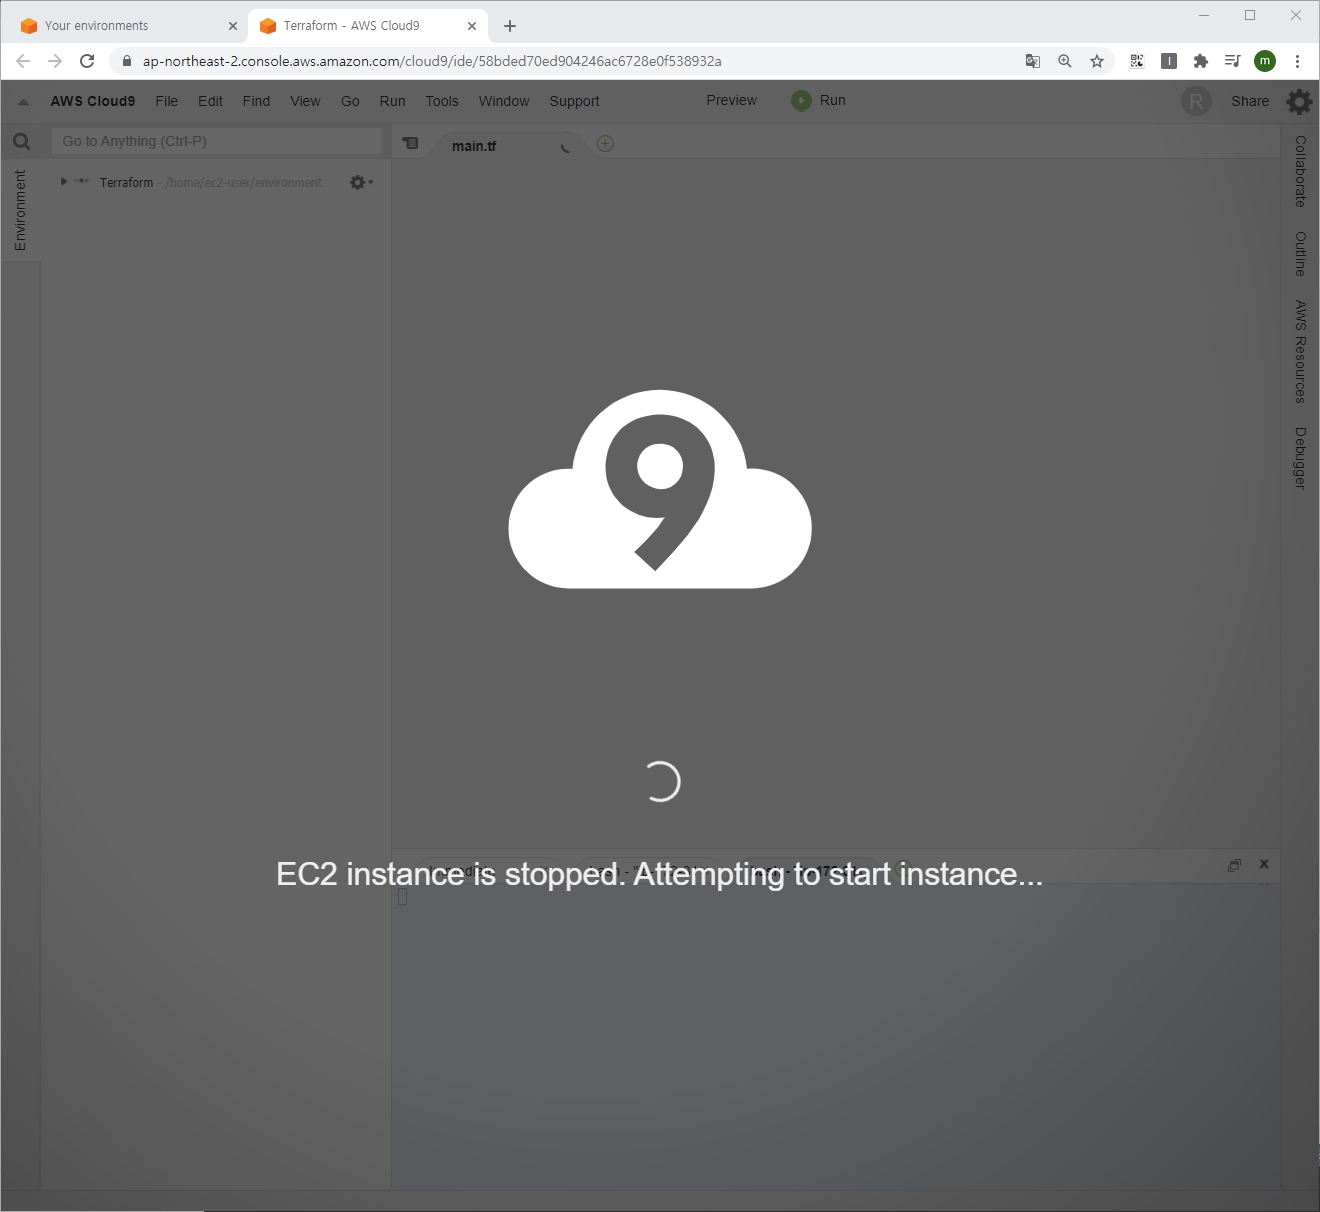 Your environments
Terraform - AWS Cloud9
ap-northeast-2.console.aws.amazon.com/cloud9/ide/58bded70ed904246ac6728e0f538932a
m
AWS Cloud9 File Edit Find View Go Run Tools Window Support Preview Run R Share
Go to Anything (Ctrl-P)
main.tf
Terraform - /home/ec2-user/environment
Environment
Collaborate
Outline
AWS Resources
Debugger
9
EC2 instance is stopped. Attempting to start instance...